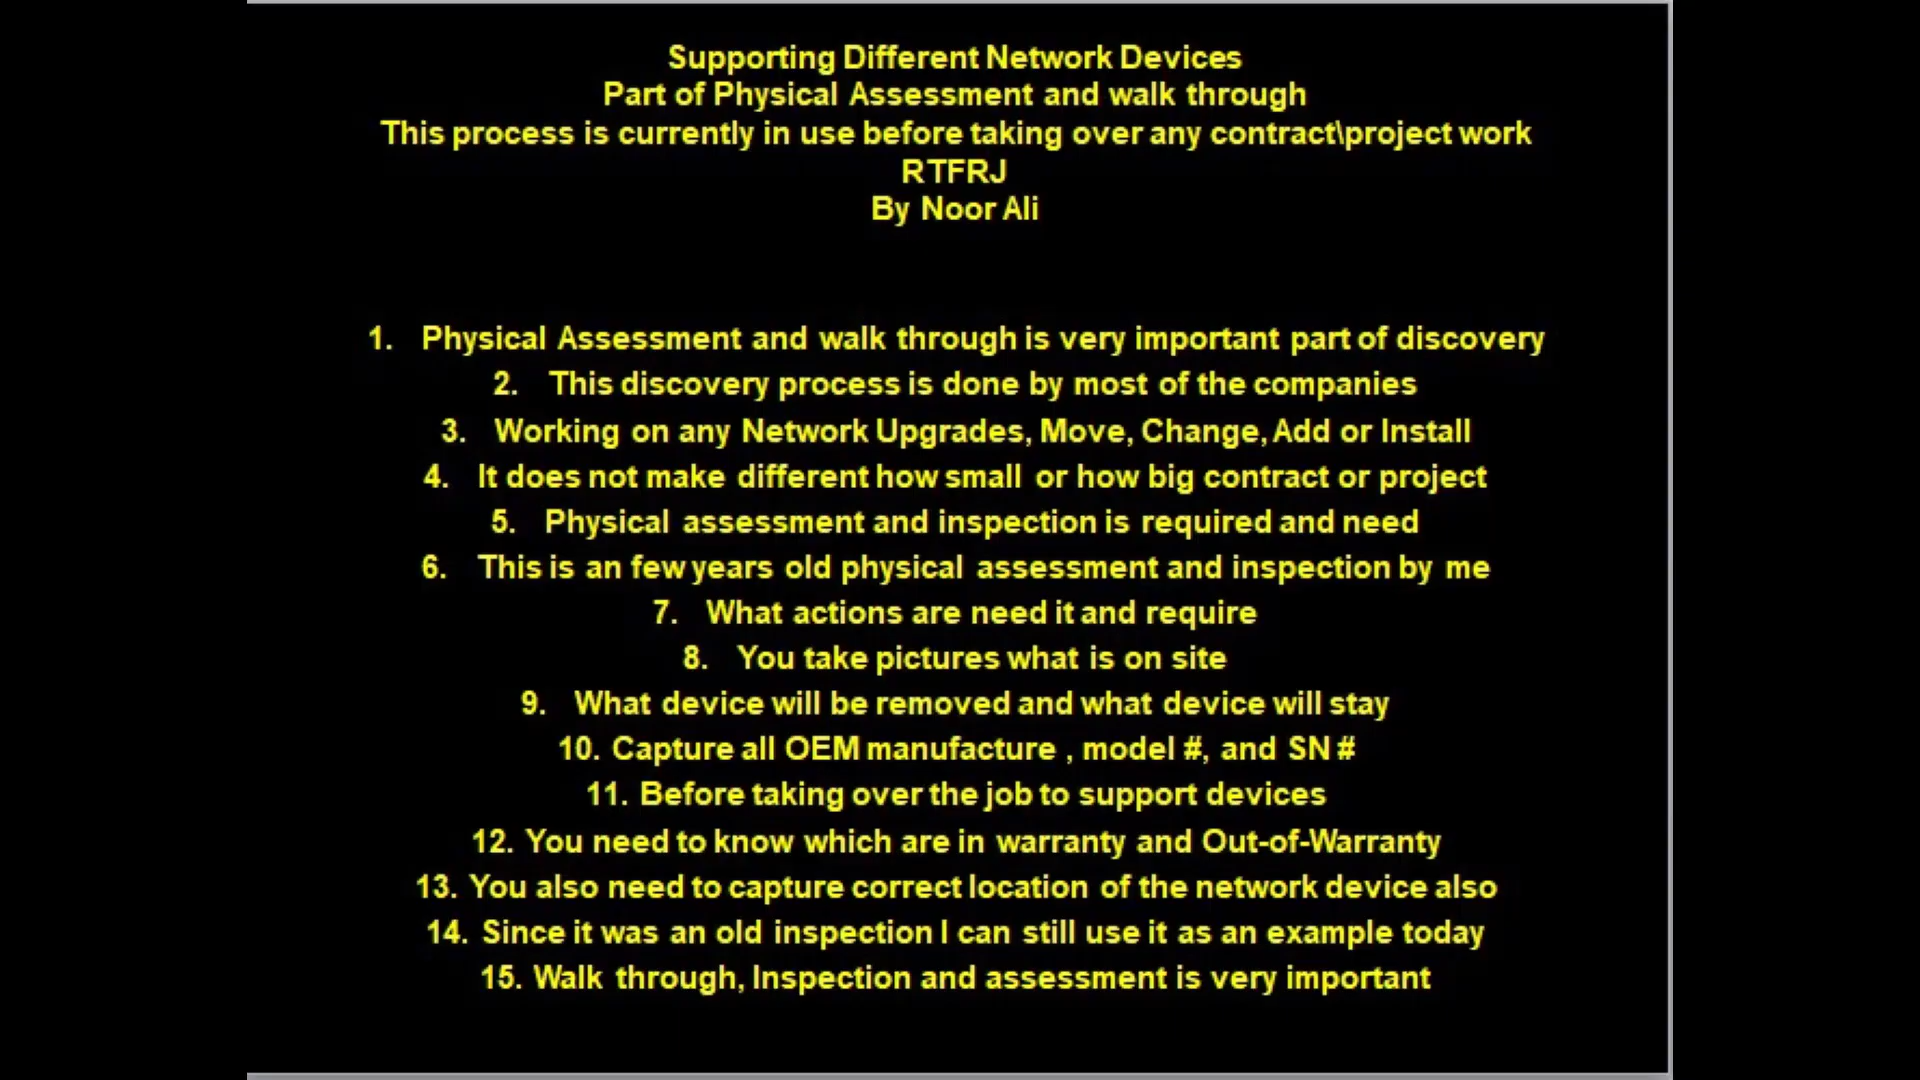 Supporting Different Network Devices
Part of Physical Assessment and walk through
This process is currently in use before taking over any contract\project work
RTFRJ
By Noor Ali
1. Physical Assessment and walk through is very important part of discovery
2. This discovery process is done by most of the companies
3. Working on any Network Upgrades, Move, Change, Add or Install
4. It does not make different how small or how big contract or project
5. Physical assessment and inspection is required and need
6. This is an few years old physical assessment and inspection by me
7. What actions are need it and require
8. You take pictures what is on site
9. What device will be removed and what device will stay
10. Capture all OEM manufacture , model #, and SN #
11. Before taking over the job to support devices
12. You need to know which are in warranty and Out-of-Warranty
13. You also need to capture correct location of the network device also
14. Since it was an old inspection I can still use it as an example today
15. Walk through, Inspection and assessment is very important